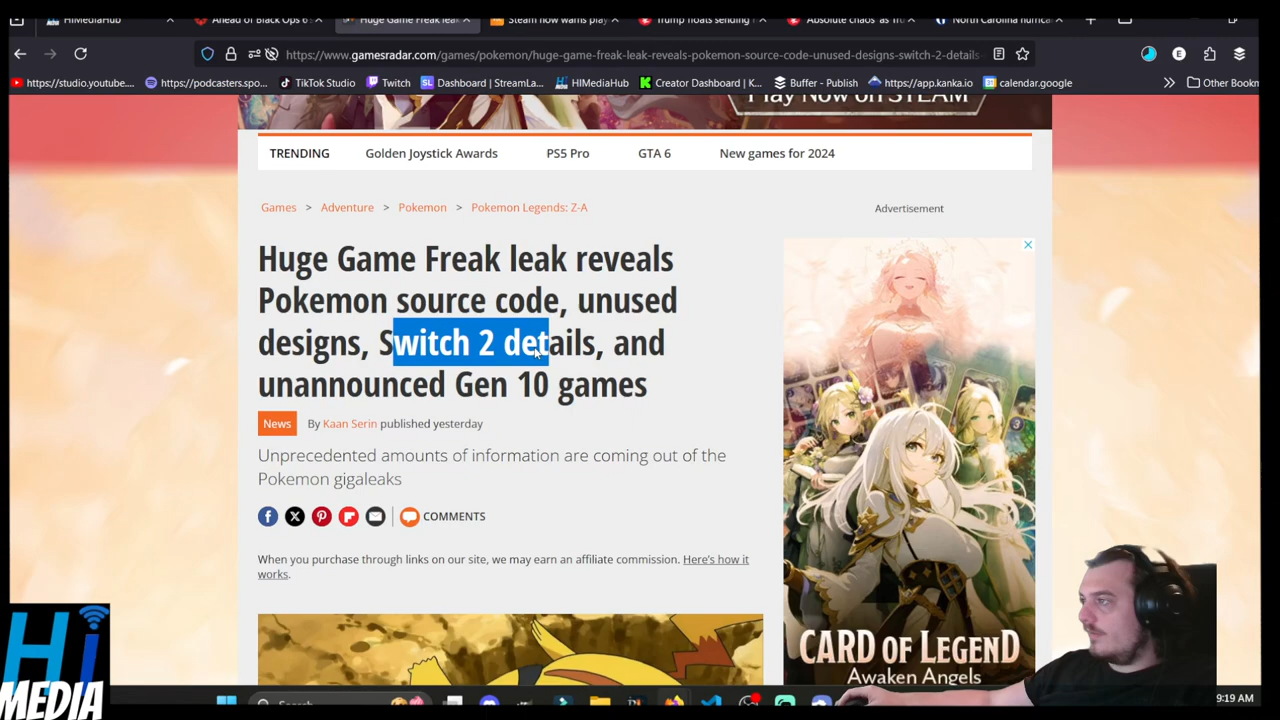 HiMediaHub
Ahead of Black Ops 6
Huge Game Freak leak
Steam now warns play
Trump floats sending
Absolute chaos' as Tru
North Carolina hurrica
https://www.gamesradar.com/games/pokemon/huge-game-freak-leak-reveals-pokemon-source-code-unused-designs-switch-2-details-
E
https://studio.youtube....
https://podcasters.spo...
TikTok Studio
Twitch
SL
Dashboard | StreamLa...
HIMediaHub
Creator Dashboard | K...
Buffer - Publish
https://app.kanka.io
calendar.google
Other Bookm
Play Now on STEAM
TRENDING
Golden Joystick Awards
PS5 Pro
GTA 6
New games for 2024
Games > Adventure > Pokemon > Pokemon Legends: Z-A
Advertisement
Huge Game Freak leak reveals
Pokemon source code, unused
designs, Switch 2 details, and
unannounced Gen 10 games
News
By Kaan Serin published yesterday
Unprecedented amounts of information are coming out of the
Pokemon gigaleaks
COMMENTS
When you purchase through links on our site, we may earn an affiliate commission. Here's how it
works.
CARD OF LEGEND
Awaken Angels
Hi
MEDIA
Search
9:19 AM